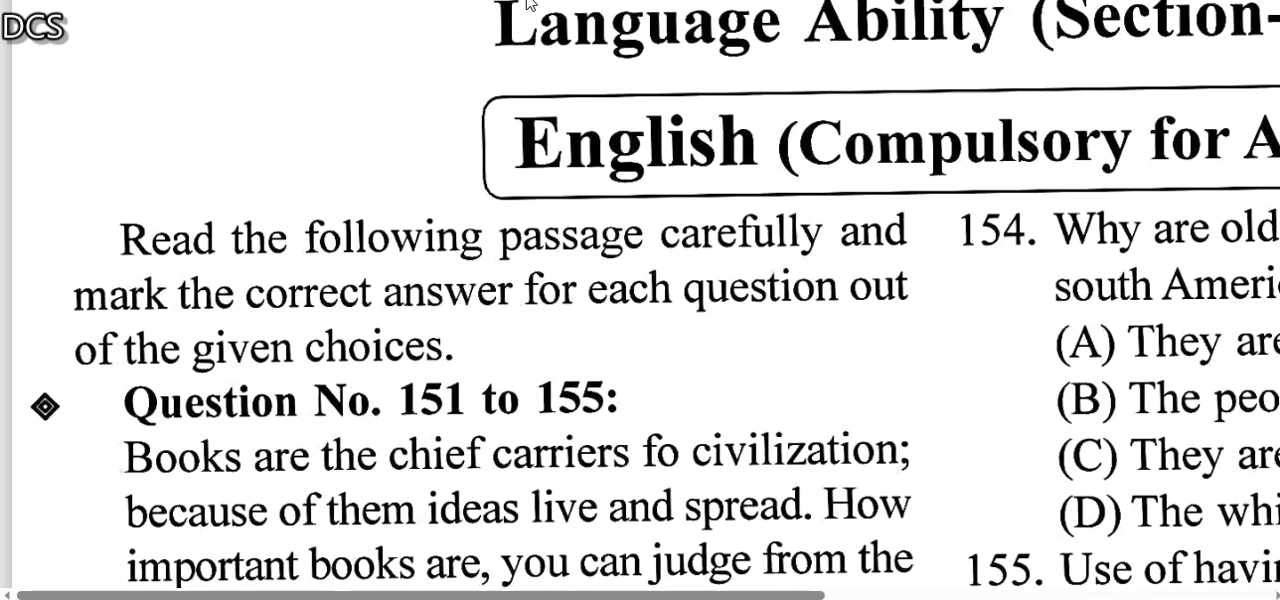 DCS
Language Ability (Section-
English (Compulsory for A
Read the following passage carefully and
mark the correct answer for each question out
of the given choices.
Question No. 151 to 155:
Books are the chief carriers fo civilization;
because of them ideas live and spread. How
important books are, you can judge from the
154. Why are old
south Ameri
(A) They are
(B) The peo
(C) They are
(D) The whi
155. Use of havin